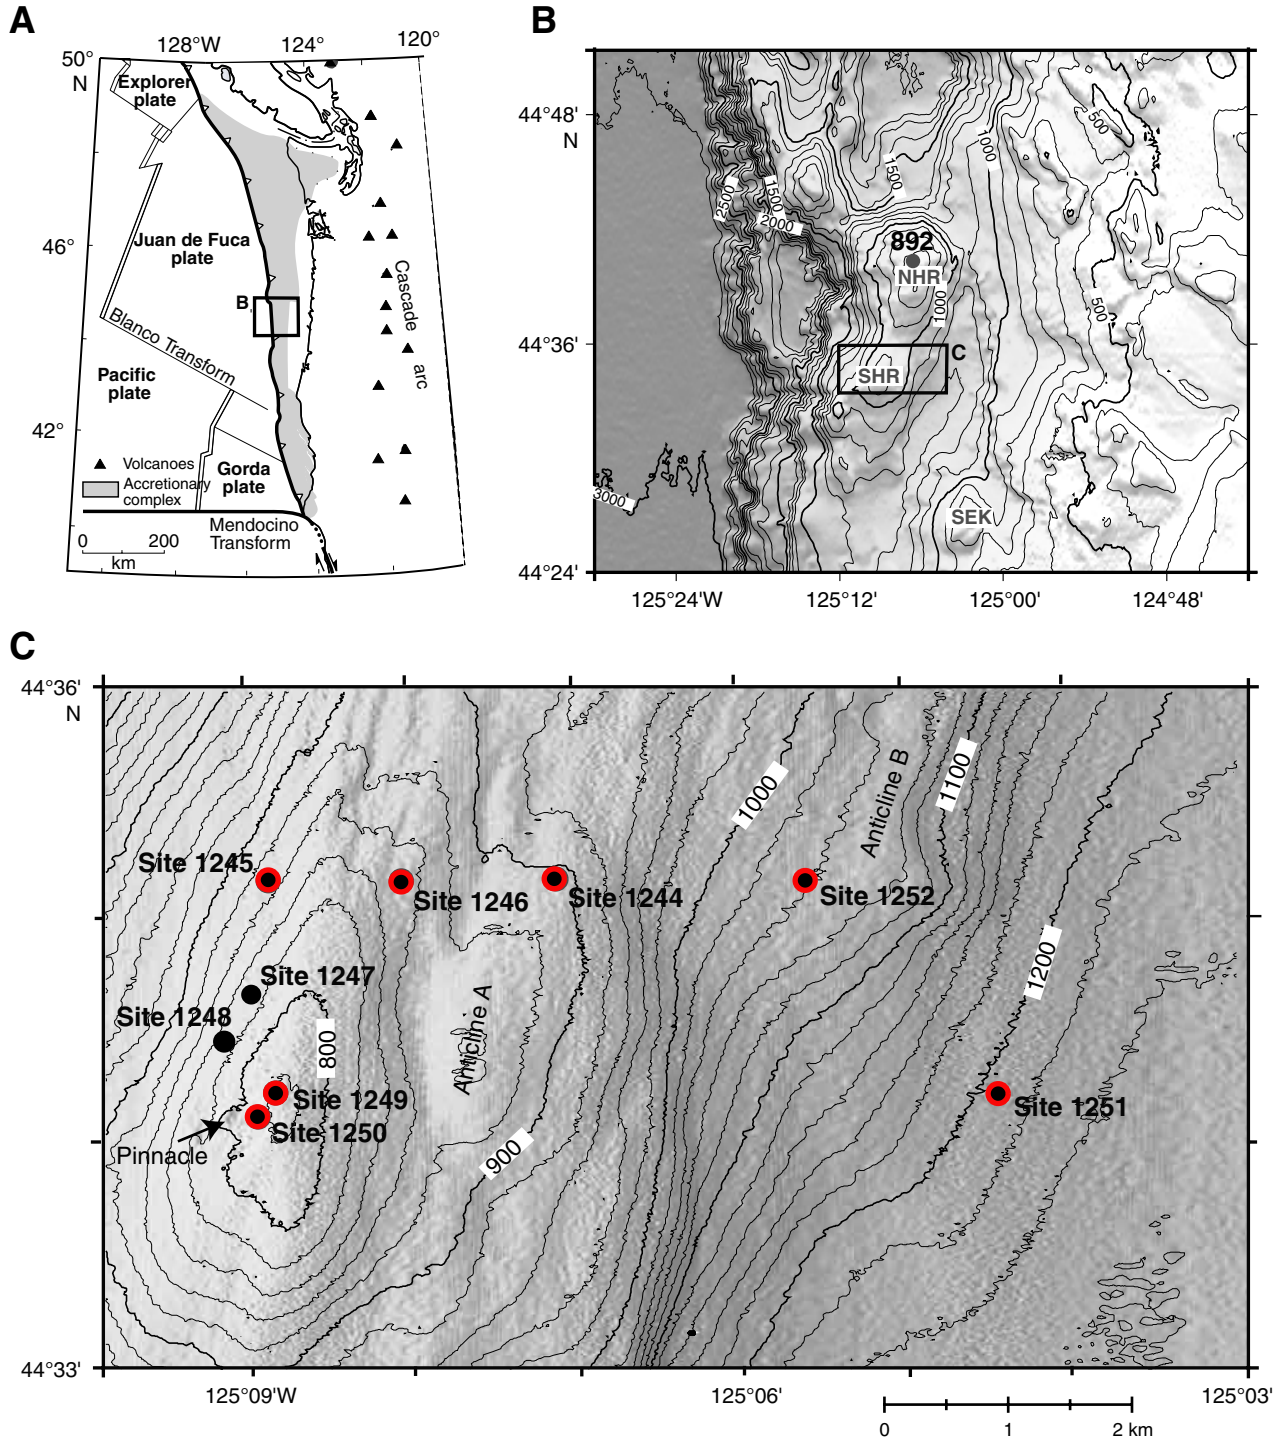 A
128°W
124°
120°
50°
N
Explorer
plate
46°
Juan de Fuca
plate
B
Cascade
arc
Blanco Transform
Pacific
plate
42°
Volcanoes
Accretionary
complex
Gorda
plate
Mendocino
Transform
0
200
km
B
44°48'
N
44°36'
44°24'
125°24'W
125°12'
125°00'
124°48'
2500
1500
2000
1500
1000
500
892
NHR
1000
500
C
SHR
3000
SEK
C
44°36'
N
1000
Anticline B
1100
Site 1245
Site 1246
Site 1244
Site 1252
1200
Site 1247
Site 1248
800
Anticline A
Site 1249
Site 1250
Site 1251
Pinnacle
900
44°33'
125°09'W
125°06'
125°03'
0
1
2 km